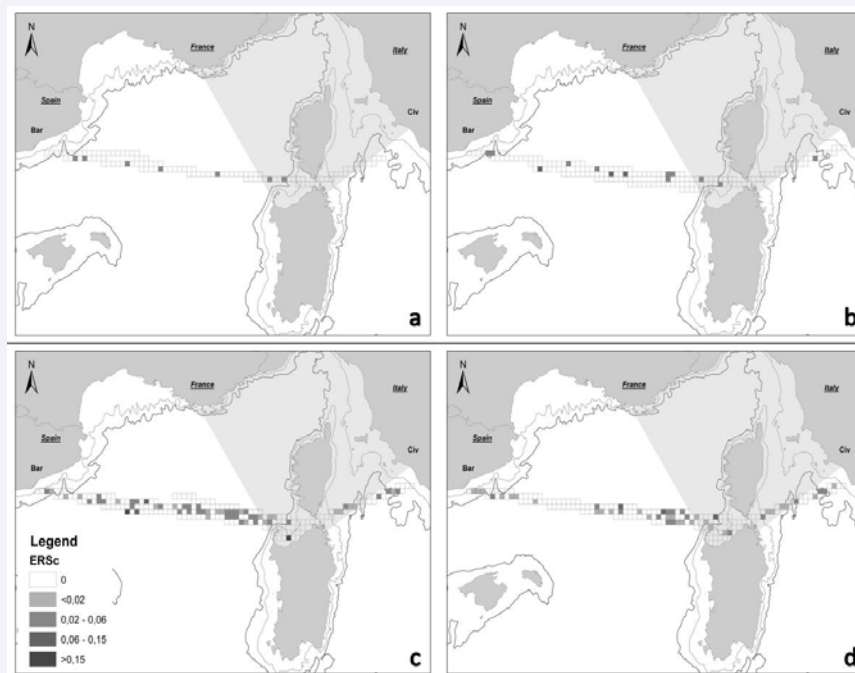 N
France
Italy
Spain
Bar
Civ
a
N
France
Italy
Spain
Bar
Civ
b
N
France
Italy
Spain
Bar
Civ
Legend
ERSc
0
<0,02
0,02 - 0,06
0,06 - 0,15
>0,15
c
N
France
Italy
Spain
Bar
Civ
d